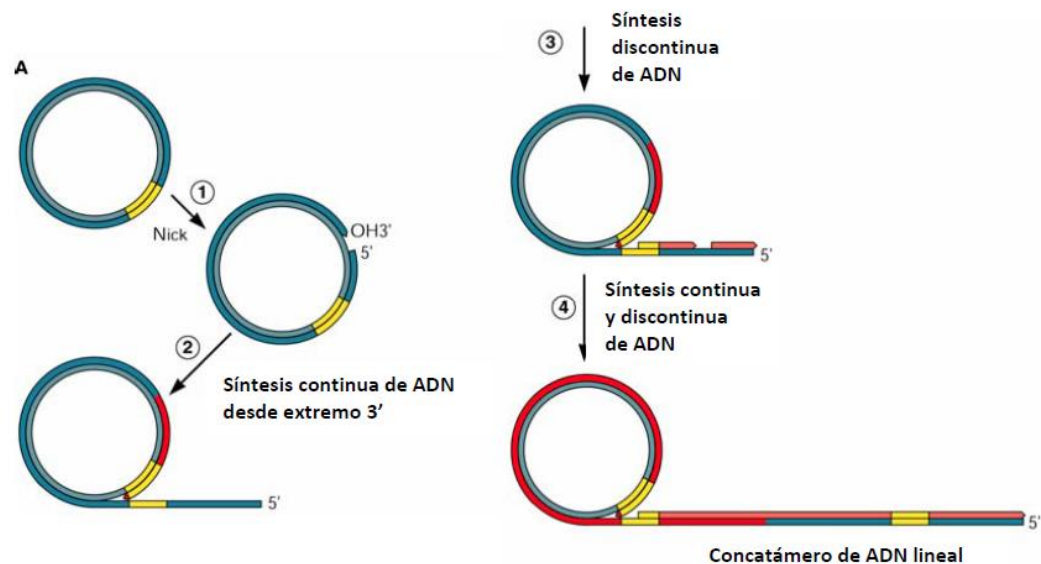 A
①
Nick
OH3'
5'
②
Síntesis continua de ADN
desde extremo 3’
5'
③
Síntesis
discontinua
de ADN
5'
④
Síntesis continua
y discontinua
de ADN
5'
Concatámero de ADN lineal